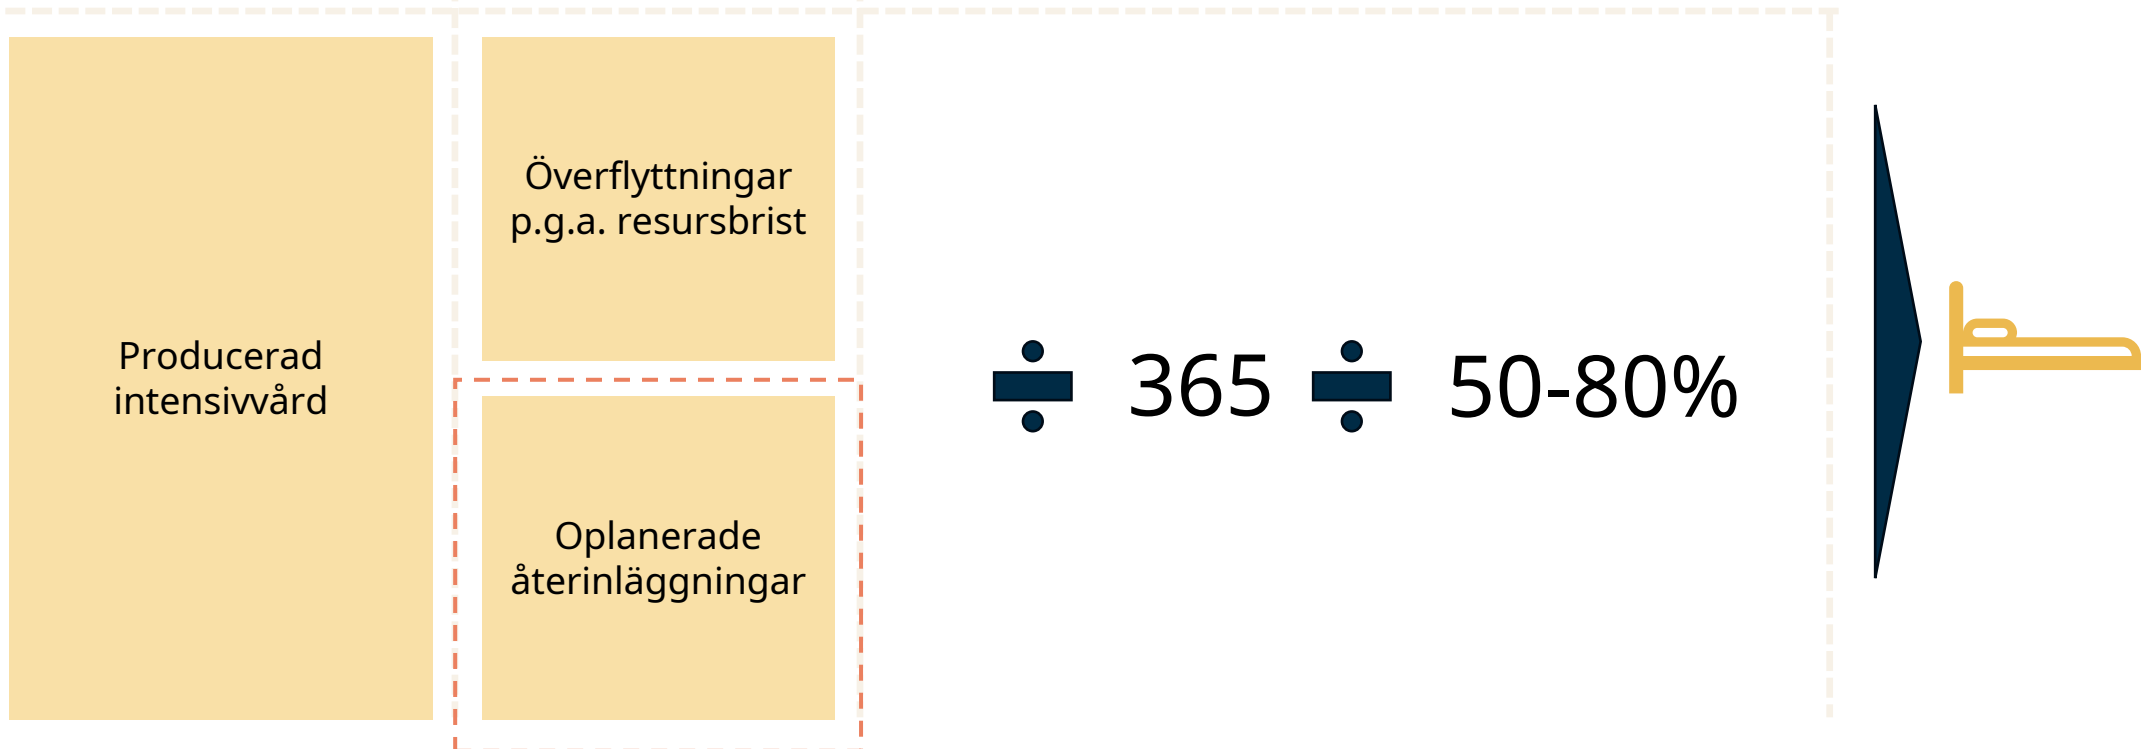 Producerad
intensivvård
Överflyttningar
p.g.a. resursbrist
Oplanerade
återinläggningar
÷ 365 ÷ 50-80%